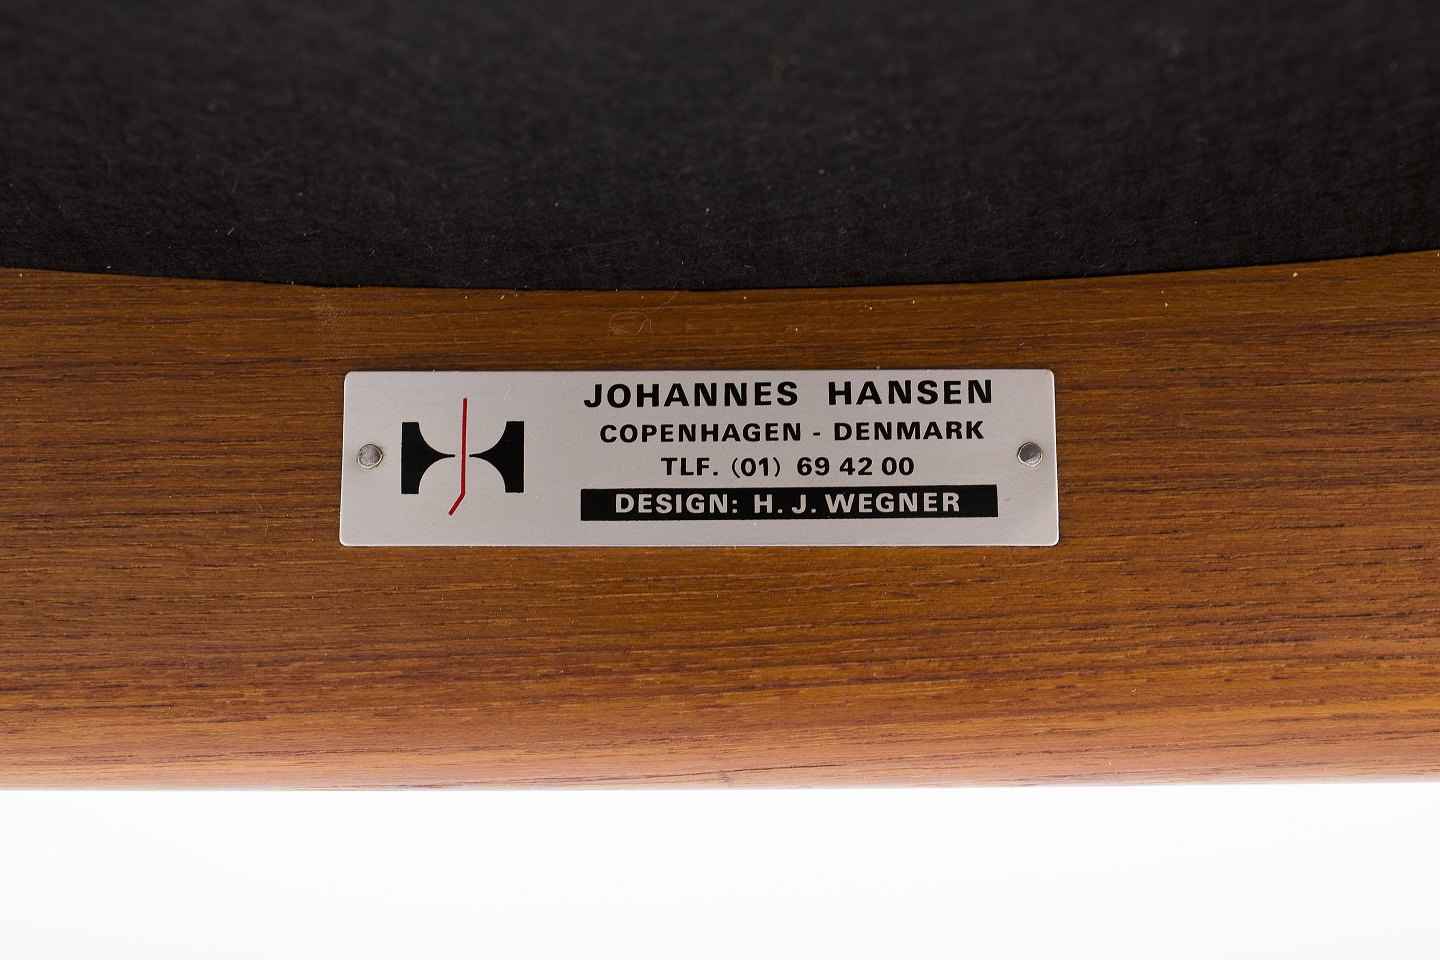 JOHANNES HANSEN
COPENHAGEN - DENMARK
TLF. (01) 69 42 00
DESIGN: H. J. WEGNER